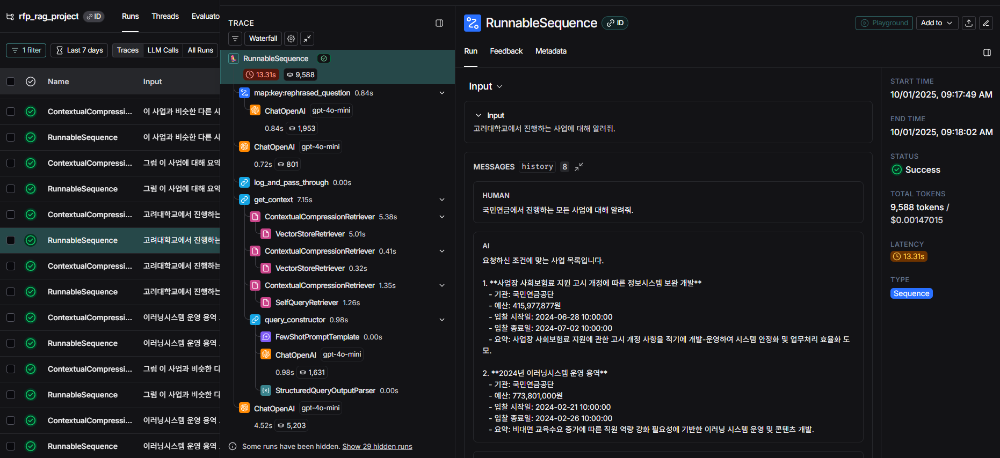 rfp_rag_project ID Runs Threads Evaluato
1 filter Last 7 days Traces LLM Calls All Runs
Name Input
ContextualCompressi... 이 사업과 비슷한 다른 사
RunnableSequence 이 사업과 비슷한 다른 사
ContextualCompressi... 그럼 이 사업에 대해 요약
RunnableSequence 그럼 이 사업에 대해 요약
ContextualCompressi... 고려대학교에서 진행하는
RunnableSequence 고려대학교에서 진행하는
ContextualCompressi... 고려대학교에서 진행하는
RunnableSequence 고려대학교에서 진행하는
ContextualCompressi... 이러닝시스템 운영 용역
RunnableSequence 이러닝시스템 운영 용역
ContextualCompressi... 그럼 이 사업과 비슷한 다
RunnableSequence 그럼 이 사업과 비슷한 다
ContextualCompressi... 이러닝시스템 운영 용역
RunnableSequence 이러닝시스템 운영 용역
TRACE
Waterfall
RunnableSequence
13.31s 9,588
map:key:rephrased_question 0.84s
ChatOpenAI gpt-4o-mini
0.84s 1,953
ChatOpenAI gpt-4o-mini
0.72s 801
log_and_pass_through 0.00s
get_context 7.15s
ContextualCompressionRetriever 5.38s
VectorStoreRetriever 5.01s
ContextualCompressionRetriever 0.41s
VectorStoreRetriever 0.32s
ContextualCompressionRetriever 1.35s
SelfQueryRetriever 1.26s
query_constructor 0.98s
FewShotPromptTemplate 0.00s
ChatOpenAI gpt-4o-mini
0.98s 1,631
StructuredQueryOutputParser 0.00s
ChatOpenAI gpt-4o-mini
4.52s 5,203
Some runs have been hidden. Show 29 hidden runs
RunnableSequence ID
Playground Add to
Run Feedback Metadata
Input
Input
고려대학교에서 진행하는 사업에 대해 알려줘.
MESSAGES history 8
HUMAN
국민연금에서 진행하는 모든 사업에 대해 알려줘.
AI
요청하신 조건에 맞는 사업 목록입니다.
1. **사업장 사회보험료 지원 고시 개정에 따른 정보시스템 보완 개발**
- 기관: 국민연금공단
- 예산: 415,977,877원
- 입찰 시작일: 2024-06-28 10:00:00
- 입찰 종료일: 2024-07-02 10:00:00
- 요약: 사업장 사회보험료 지원에 관한 고시 개정 사항을 적기에 개발-운영하여 시스템 안정화 및 업무처리 효율화 도
모.
2. **2024년 이러닝시스템 운영 용역**
- 기관: 국민연금공단
- 예산: 773,801,000원
- 입찰 시작일: 2024-02-21 10:00:00
- 입찰 종료일: 2024-02-26 10:00:00
- 요약: 비대면 교육수요 증가에 따른 직원 역량 강화 필요성에 기반한 이러닝 시스템 운영 및 콘텐츠 개발.
START TIME
10/01/2025, 09:17:49 AM
END TIME
10/01/2025, 09:18:02 AM
STATUS
Success
TOTAL TOKENS
9,588 tokens /
$0.00147015
LATENCY
13.31s
TYPE
Sequence